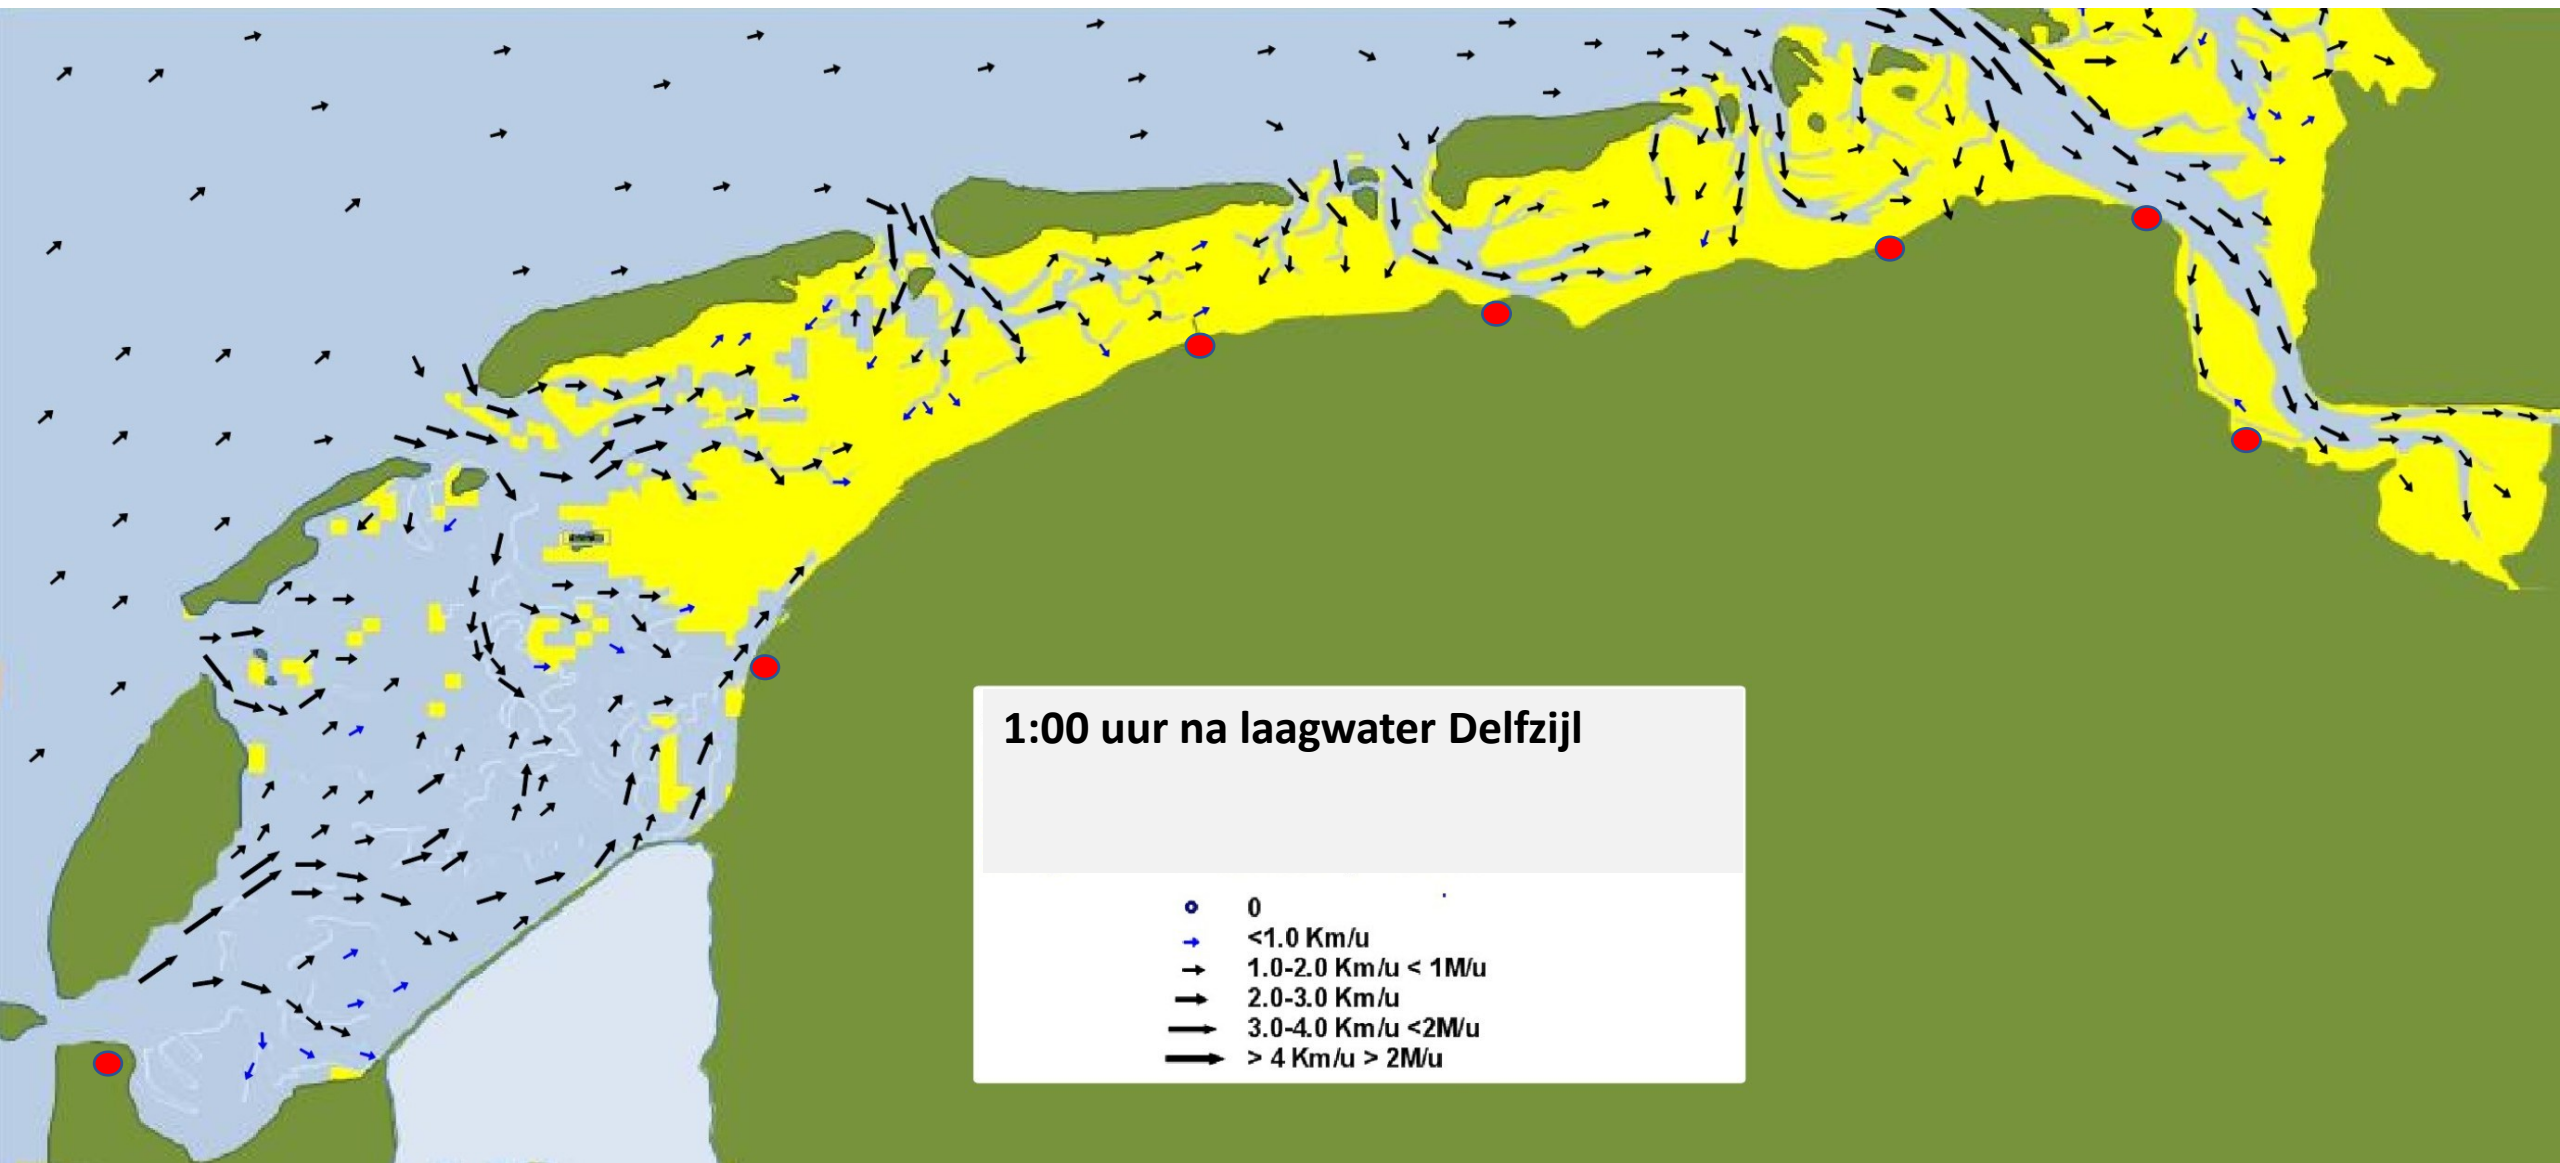 1:00 uur na laagwater Delfzijl
0
<1.0 Km/u
1.0-2.0 Km/u < 1M/u
2.0-3.0 Km/u
3.0-4.0 Km/u <2M/u
> 4 Km/u > 2M/u